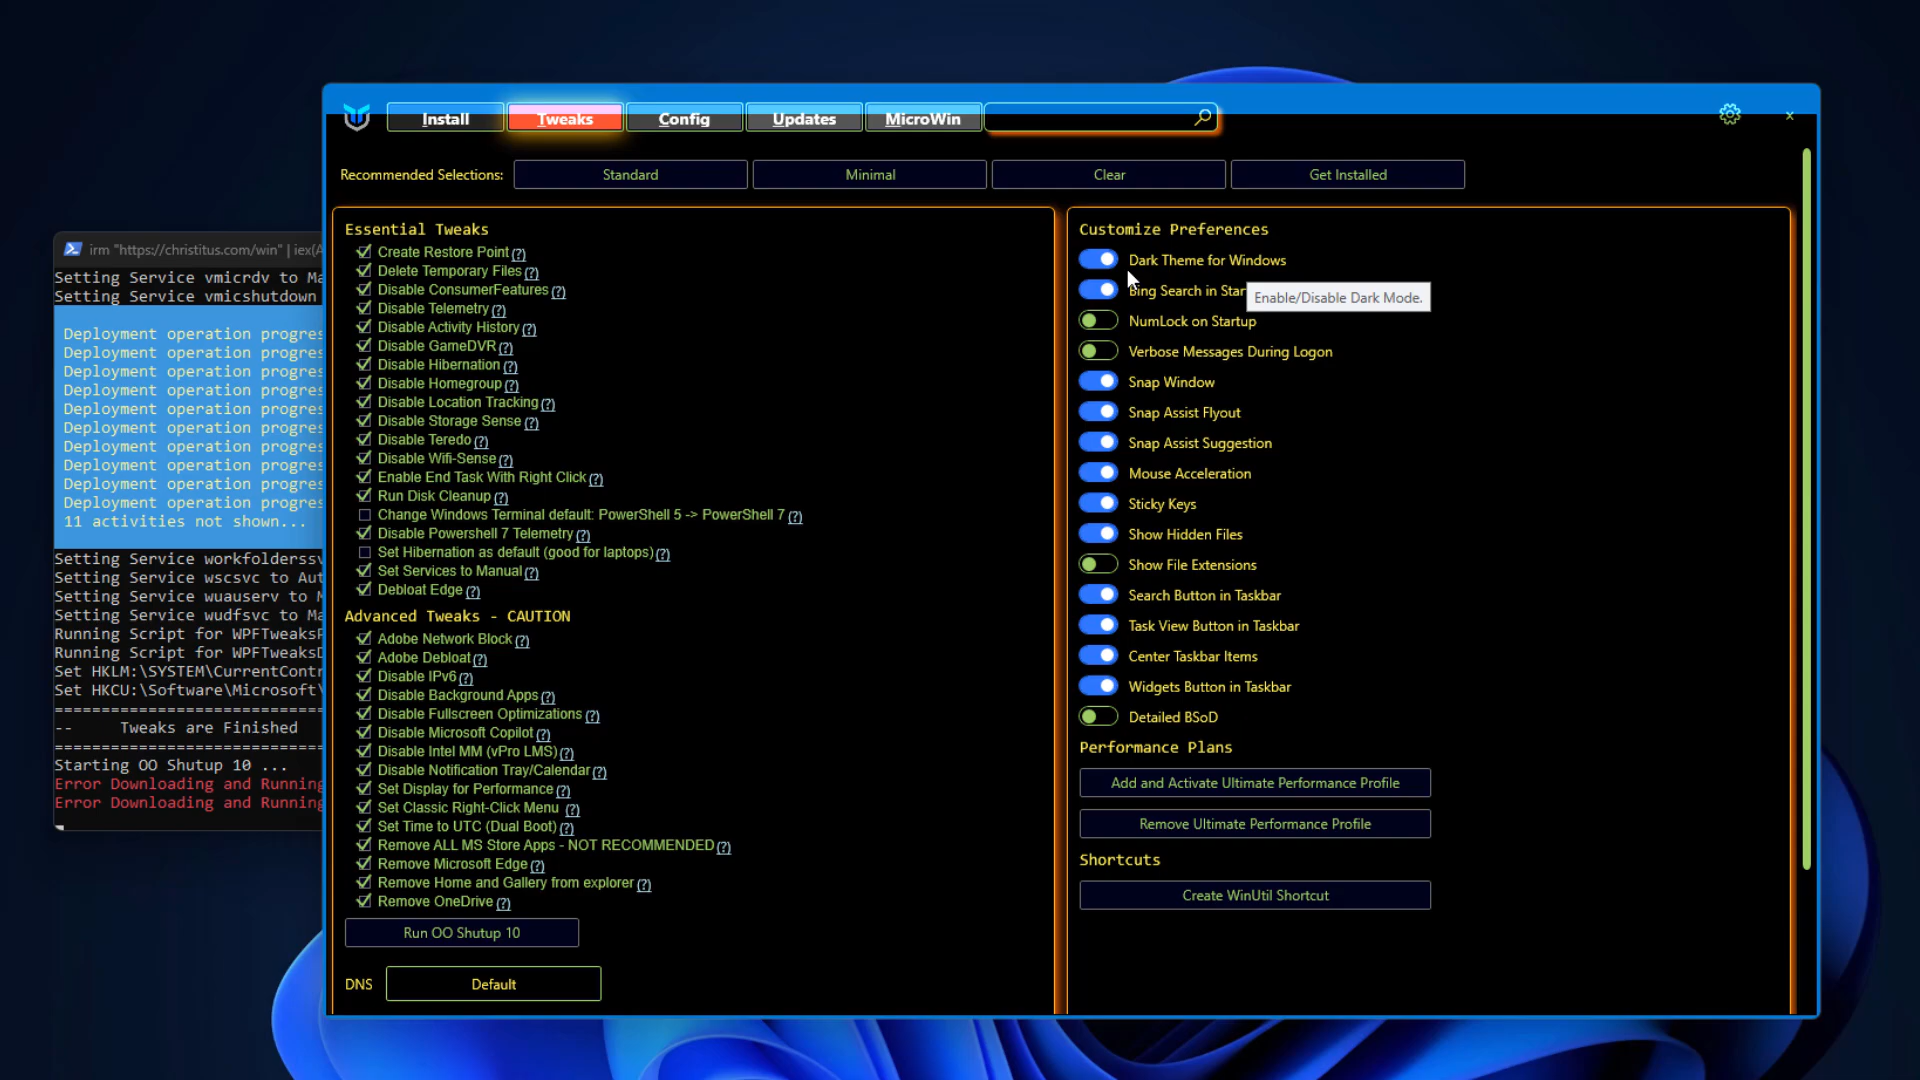 Install
Tweaks
Config
Updates
MicroWin
x
Recommended Selections:
Standard
Minimal
Clear
Get Installed
irm "https://christitus.com/win" | iex(A
Setting Service vmicrdv to Ma
Setting Service vmicshutdown
Deployment operation progres
Deployment operation progres
Deployment operation progres
Deployment operation progres
Deployment operation progres
Deployment operation progres
Deployment operation progres
Deployment operation progres
Deployment operation progres
Deployment operation progres
11 activities not shown...
Setting Service workfolderssv
Setting Service wscsvc to Aut
Setting Service wuauserv to M
Setting Service wudfsvc to Ma
Running Script for WPFTweaksR
Running Script for WPFTweaksD
Set HKLM:\SYSTEM\CurrentContr
Set HKCU:\Software\Microsoft\
=============================
-- Tweaks are Finished
=============================
Starting OO Shutup 10 ...
Error Downloading and Running
Error Downloading and Running
Essential Tweaks
Create Restore Point (?)
Delete Temporary Files (?)
Disable ConsumerFeatures (?)
Disable Telemetry (?)
Disable Activity History (?)
Disable GameDVR (?)
Disable Hibernation (?)
Disable Homegroup (?)
Disable Location Tracking (?)
Disable Storage Sense (?)
Disable Teredo (?)
Disable Wifi-Sense (?)
Enable End Task With Right Click (?)
Run Disk Cleanup (?)
Change Windows Terminal default: PowerShell 5 -> PowerShell 7 (?)
Disable Powershell 7 Telemetry (?)
Set Hibernation as default (good for laptops) (?)
Set Services to Manual (?)
Debloat Edge (?)
Advanced Tweaks - CAUTION
Adobe Network Block (?)
Adobe Debloat (?)
Disable IPv6 (?)
Disable Background Apps (?)
Disable Fullscreen Optimizations (?)
Disable Microsoft Copilot (?)
Disable Intel MM (vPro LMS) (?)
Disable Notification Tray/Calendar (?)
Set Display for Performance (?)
Set Classic Right-Click Menu (?)
Set Time to UTC (Dual Boot) (?)
Remove ALL MS Store Apps - NOT RECOMMENDED (?)
Remove Microsoft Edge (?)
Remove Home and Gallery from explorer (?)
Remove OneDrive (?)
Run OO Shutup 10
DNS
Default
Customize Preferences
Dark Theme for Windows
Bing Search in Star
Enable/Disable Dark Mode.
NumLock on Startup
Verbose Messages During Logon
Snap Window
Snap Assist Flyout
Snap Assist Suggestion
Mouse Acceleration
Sticky Keys
Show Hidden Files
Show File Extensions
Search Button in Taskbar
Task View Button in Taskbar
Center Taskbar Items
Widgets Button in Taskbar
Detailed BSoD
Performance Plans
Add and Activate Ultimate Performance Profile
Remove Ultimate Performance Profile
Shortcuts
Create WinUtil Shortcut